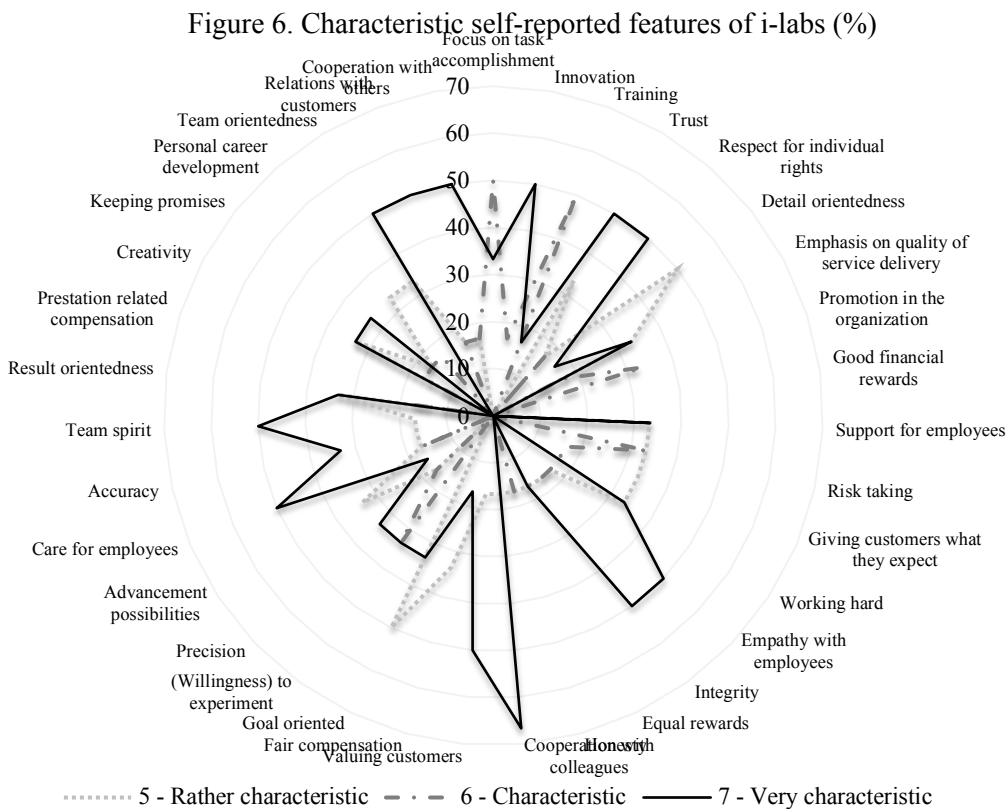 Figure 6. Characteristic self-reported features of i-labs (%)
Focus on task
accomplishment
Innovation
Training
Trust
Respect for individual
rights
Detail orientedness
Emphasis on quality of
service delivery
Promotion in the
organization
Good financial
rewards
Support for employees
Risk taking
Giving customers what
they expect
Working hard
Empathy with
employees
Integrity
Equal rewards
Honesty
Cooperation with
colleagues
Valuing customers
Fair compensation
Goal oriented
(Willingness) to
experiment
Precision
Advancement
possibilities
Care for employees
Accuracy
Team spirit
Result orientedness
Prestation related
compensation
Creativity
Keeping promises
Personal career
development
Team orientedness
Relations with
customers
Cooperation with
others
70
60
50
40
30
20
10
0
5 - Rather characteristic
6 - Characteristic
7 - Very characteristic